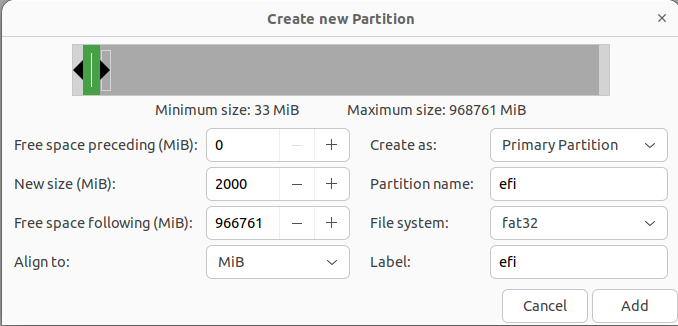 Create new Partition ×
Minimum size: 33 MiB Maximum size: 968761 MiB
Free space preceding (MiB): 0 − + Create as: Primary Partition
New size (MiB): 2000 − + Partition name: efi
Free space following (MiB): 966761 − + File system: fat32
Align to: MiB Label: efi
Cancel Add